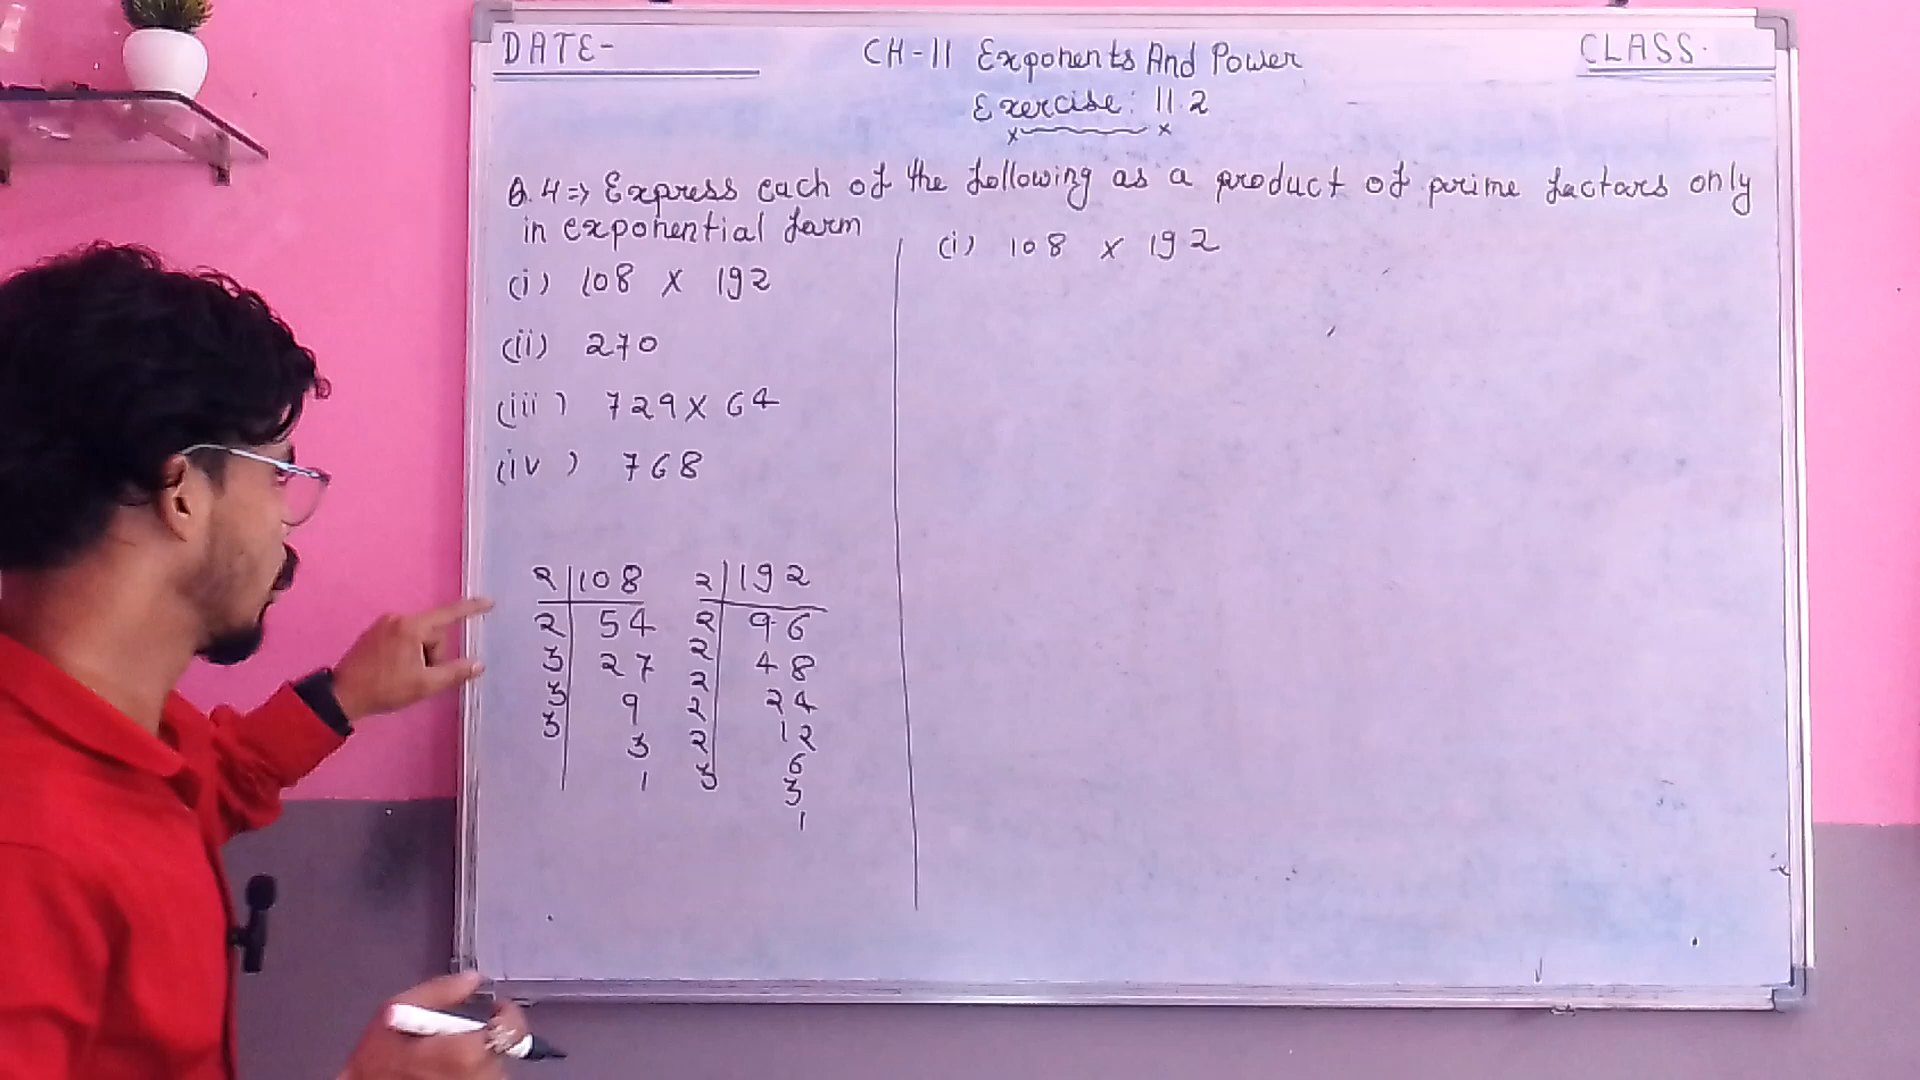 DATE-
CH-11 Exponents And Power
CLASS.
Exercise: 11.2
Q.4=> Express each of the following as a product of prime factors only
in exponential form
(i) 108 x 192
(ii) 270
(iii) 729 x 64
(iv) 768
2 | 108
2 | 54
3 | 27
3 | 9
3 | 3
1
2 | 192
2 | 96
2 | 48
2 | 24
2 | 12
2 | 6
3 | 3
1
(i) 108 x 192